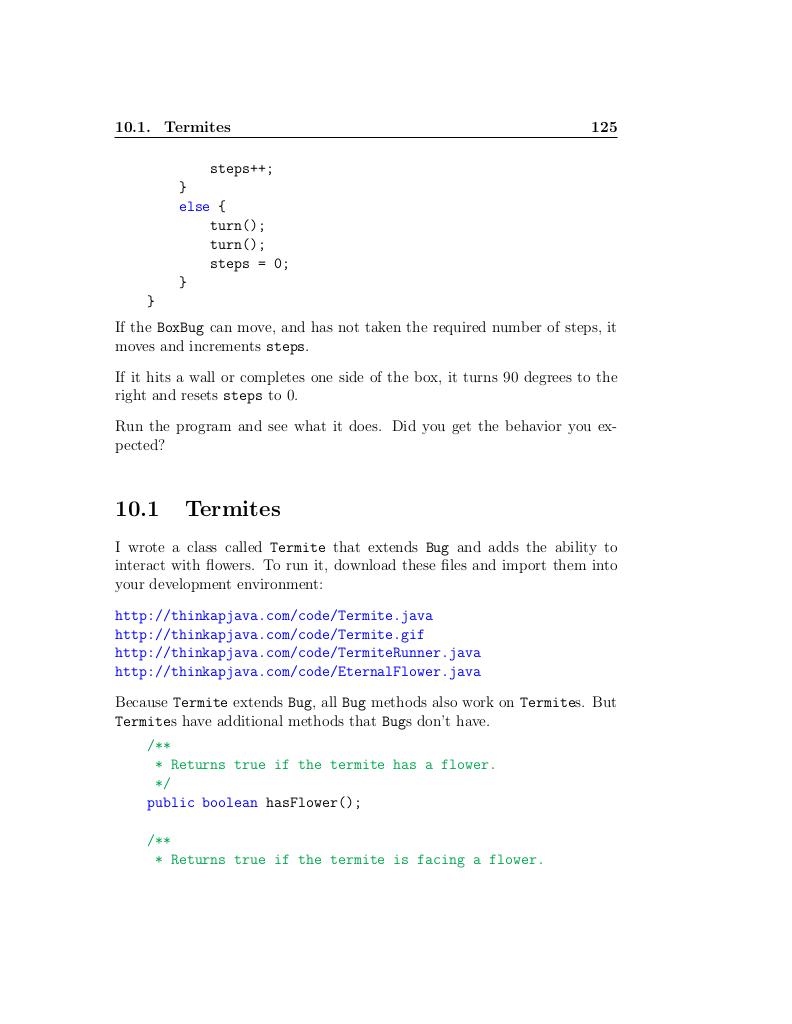 10.1. Termites 125
steps++;
}
else {
turn();
turn();
steps = 0;
}
}
If the BoxBug can move, and has not taken the required number of steps, it
moves and increments steps.
If it hits a wall or completes one side of the box, it turns 90 degrees to the
right and resets steps to 0.
Run the program and see what it does. Did you get the behavior you ex-
pected?
10.1 Termites
I wrote a class called Termite that extends Bug and adds the ability to
interact with flowers. To run it, download these files and import them into
your development environment:
http://thinkapjava.com/code/Termite.java
http://thinkapjava.com/code/Termite.gif
http://thinkapjava.com/code/TermiteRunner.java
http://thinkapjava.com/code/EternalFlower.java
Because Termite extends Bug, all Bug methods also work on Termites. But
Termites have additional methods that Bugs don't have.
/**
* Returns true if the termite has a flower.
*/
public boolean hasFlower();
/**
* Returns true if the termite is facing a flower.